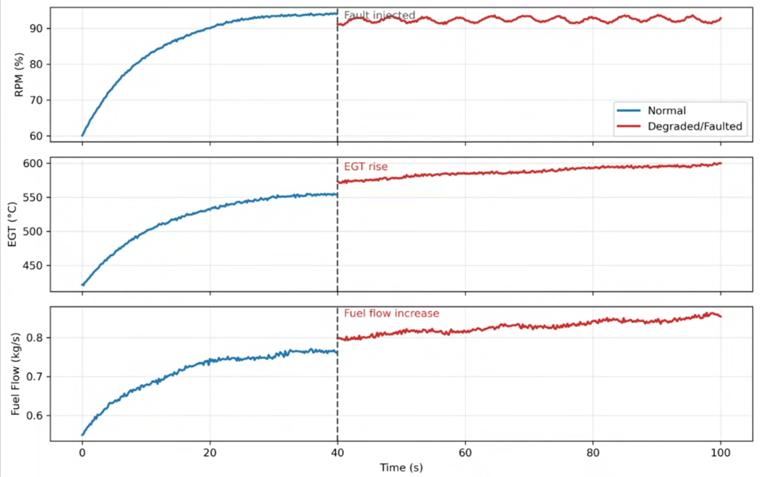 Fault injected
90
80
70
60
RPM (%)
Normal
Degraded/Faulted
EGT rise
600
550
500
450
EGT (°C)
Fuel flow increase
0.8
0.7
0.6
Fuel Flow (kg/s)
0 20 40 60 80 100
Time (s)